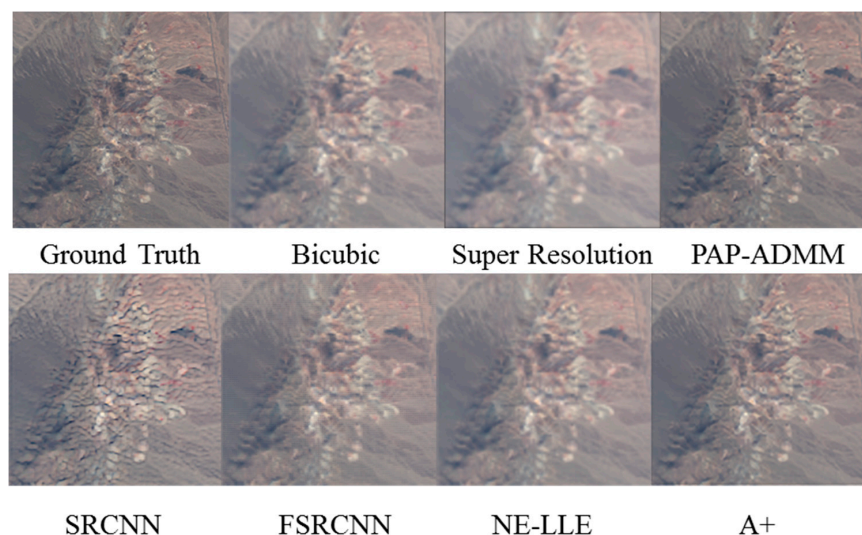 Ground Truth Bicubic Super Resolution PAP-ADMM
SRCNN FSRCNN NE-LLE A+